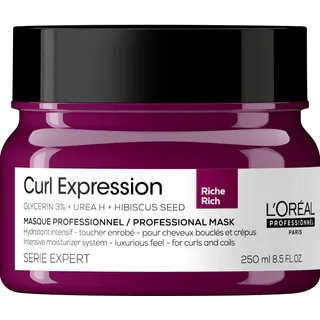 Curl Expression
Riche
Rich
GLYCERIN 3% + UREA H + HIBISCUS SEED
MASQUE PROFESSIONNEL / PROFESSIONAL MASK
Hydratant intensif - toucher enrobé - pour cheveux bouclés et crépus
Intensive moisturizer system - luxurious feel - for curls and coils
SERIE EXPERT
L'ORÉAL
PROFESSIONNEL
PARIS
250 ml 8.5 FL.OZ.